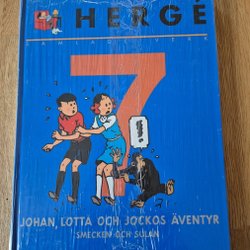 HERGÉ
SAMLADE VERK
7
!
JOHAN, LOTTA OCH JOCKOS ÄVENTYR
SMECKEN OCH SULAN